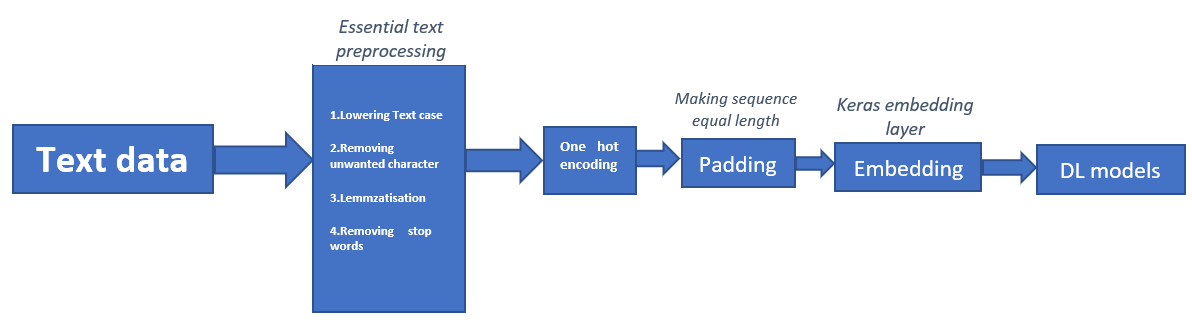 Essential text
preprocessing
Text data
1.Lowering Text case
2.Removing
unwanted character
3.Lemmzatisation
4.Removing stop
words
One hot
encoding
Making sequence
equal length
Padding
Keras embedding
layer
Embedding
DL models